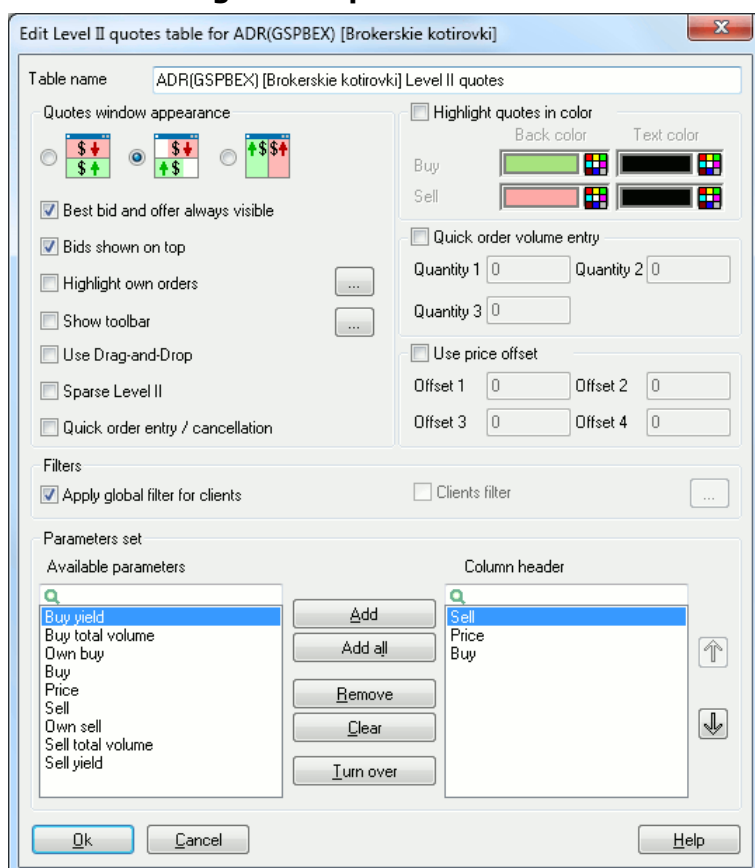 Edit Level II quotes table for ADR(GSPBEX) [Brokerskie kotirovki]
Table name ADR(GSPBEX) [Brokerskie kotirovki] Level II quotes
Quotes window appearance
Best bid and offer always visible
Bids shown on top
Highlight own orders ...
Show toolbar ...
Use Drag-and-Drop
Sparse Level II
Quick order entry / cancellation
Highlight quotes in color
Back color Text color
Buy
Sell
Quick order volume entry
Quantity 1 0 Quantity 2 0
Quantity 3 0
Use price offset
Offset 1 0 Offset 2 0
Offset 3 0 Offset 4 0
Filters
Apply global filter for clients Clients filter ...
Parameters set
Available parameters
Buy yield
Buy total volume
Own buy
Buy
Price
Sell
Own sell
Sell total volume
Sell yield
Add
Add all
Remove
Clear
Turn over
Column header
Sell
Price
Buy
Ok Cancel Help